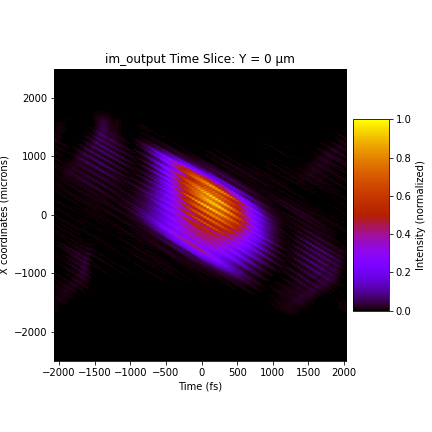 im_output Time Slice: Y = 0 μm
X coordinates (microns)
2000
1000
0
−1000
−2000
−2000 −1500 −1000 −500 0 500 1000 1500 2000
Time (fs)
1.0
0.8
0.6
0.4
0.2
0.0
Intensity (normalized)